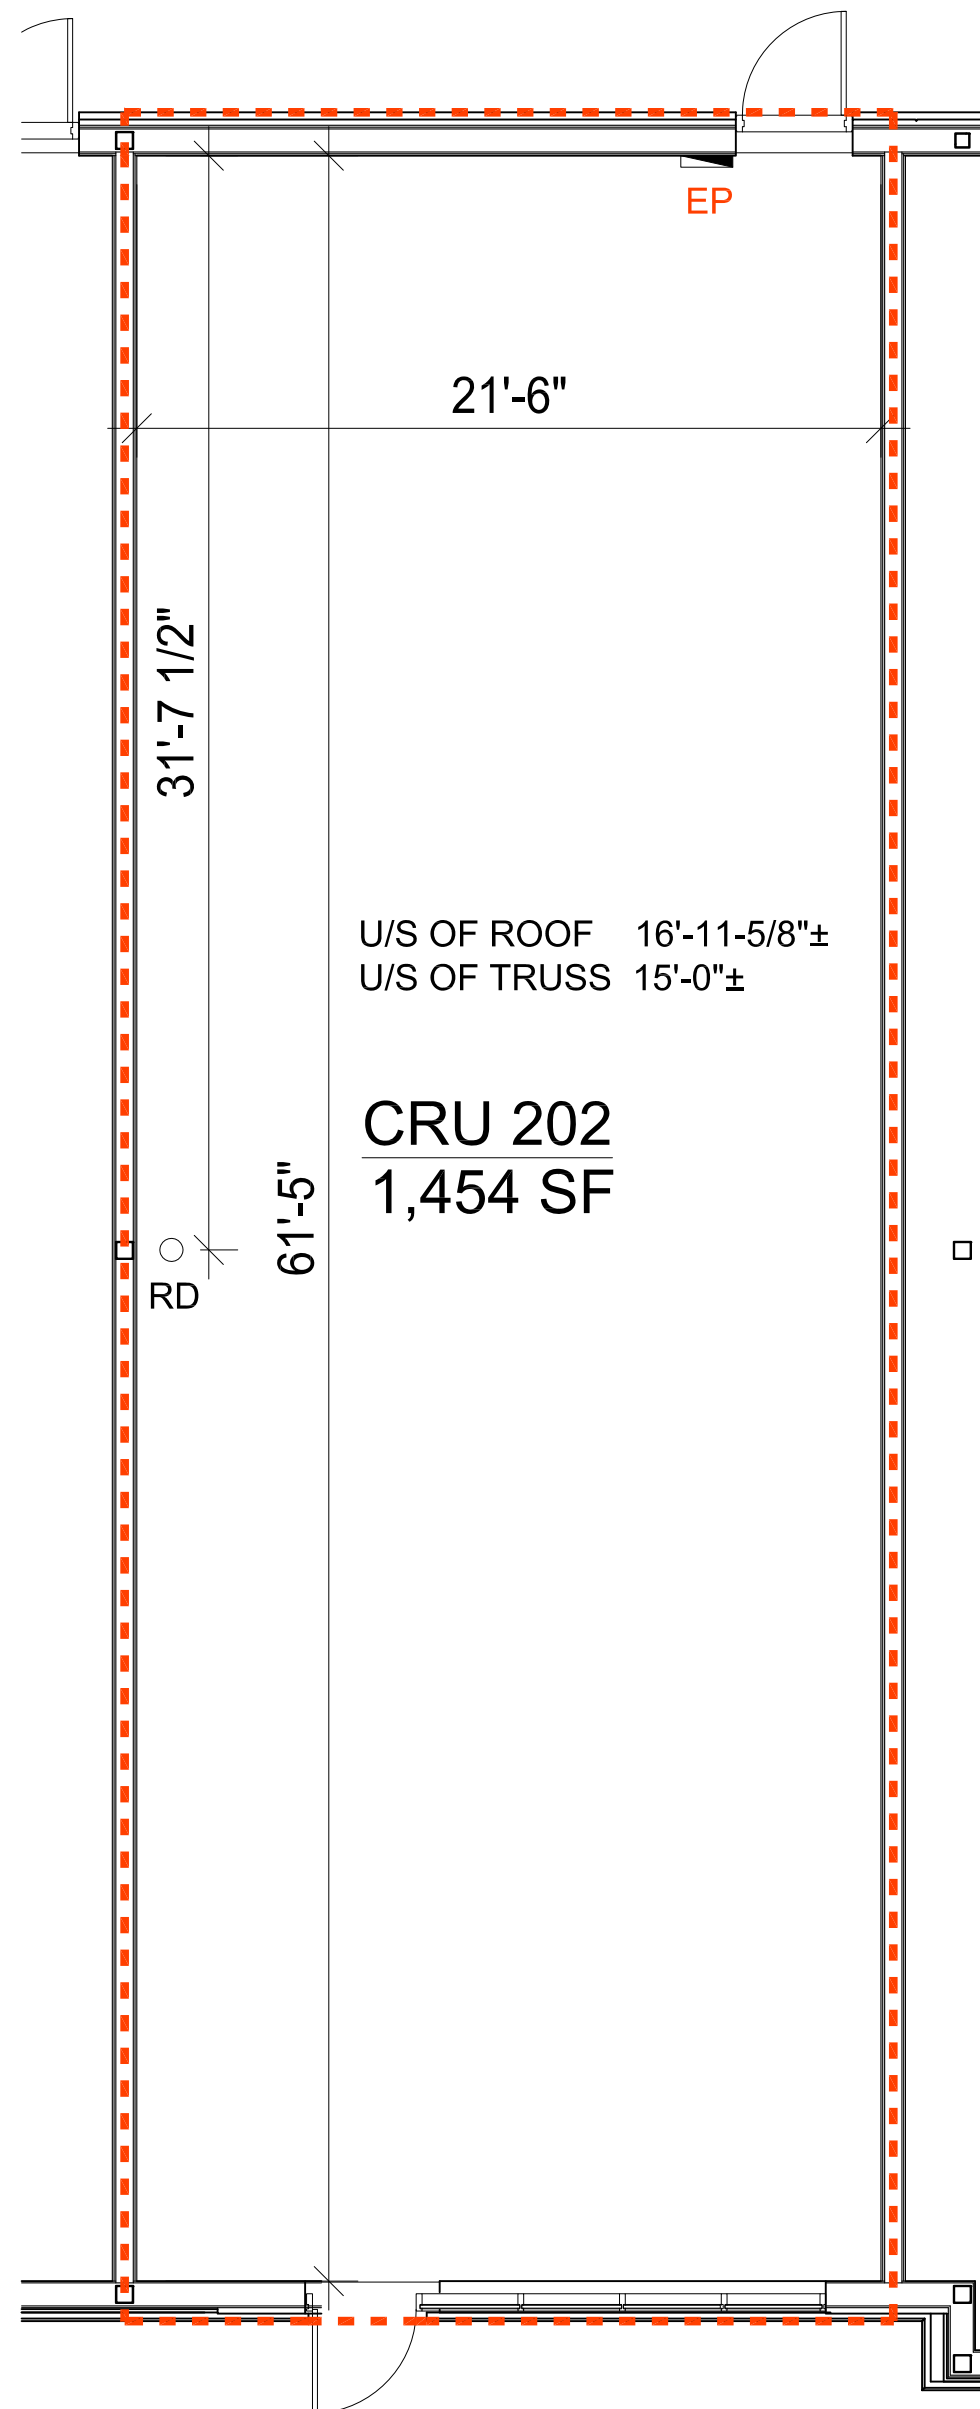 EP
21'-6"
31'-7 1/2"
U/S OF ROOF 16'-11-5/8"±
U/S OF TRUSS 15'-0"±
CRU 202
1,454 SF
61'-5"
RD